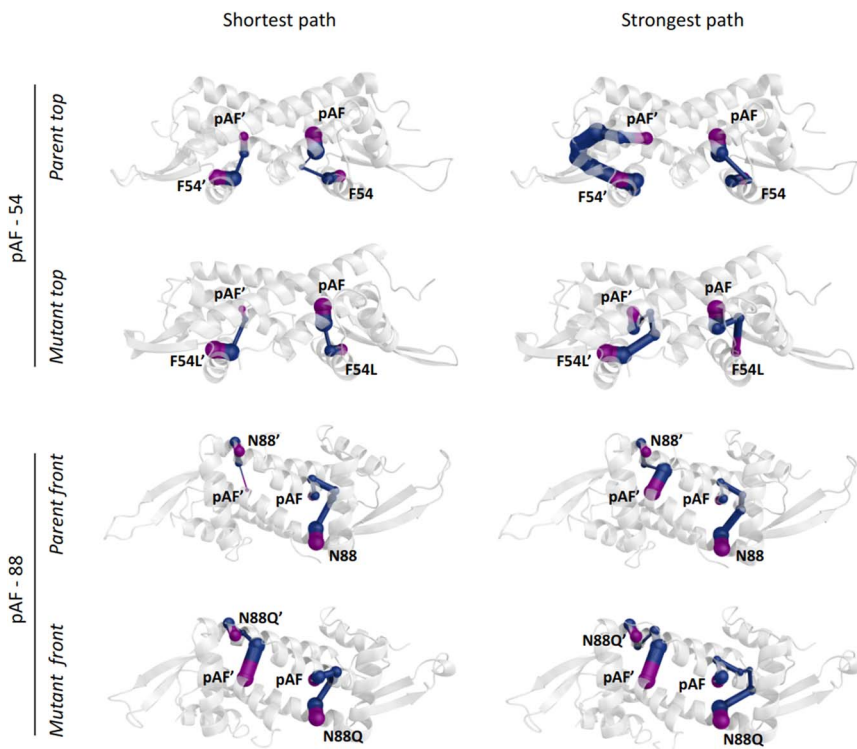 Shortest path
Strongest path
pAF - 54
Parent top
pAF'
pAF
F54'
F54
pAF'
pAF
F54'
F54
Mutant top
pAF'
pAF
F54L'
F54L
pAF'
pAF
F54L'
F54L
pAF - 88
Parent front
N88'
pAF'
pAF
N88
N88'
pAF'
pAF
N88
Mutant front
N88Q'
pAF'
pAF
N88Q
N88Q'
pAF'
pAF
N88Q